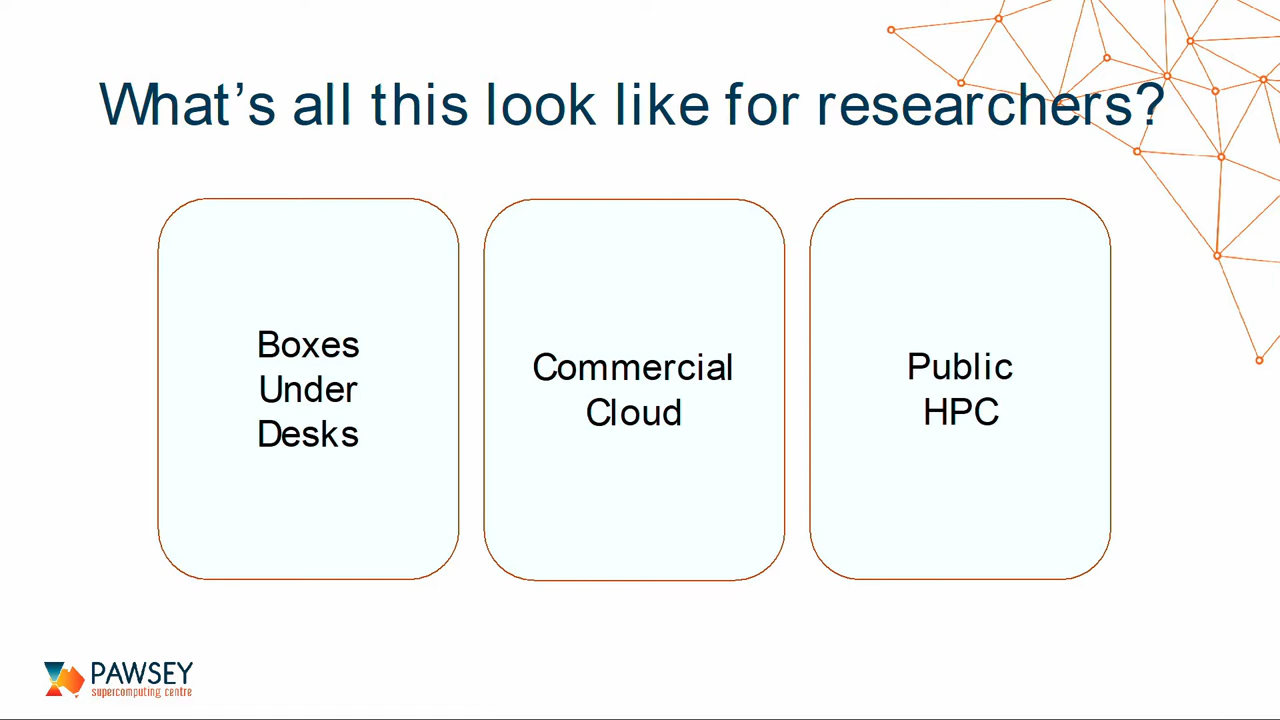 What's all this look like for researchers?
Boxes
Under
Desks
Commercial
Cloud
Public
HPC
PAWSEY
supercomputing centre